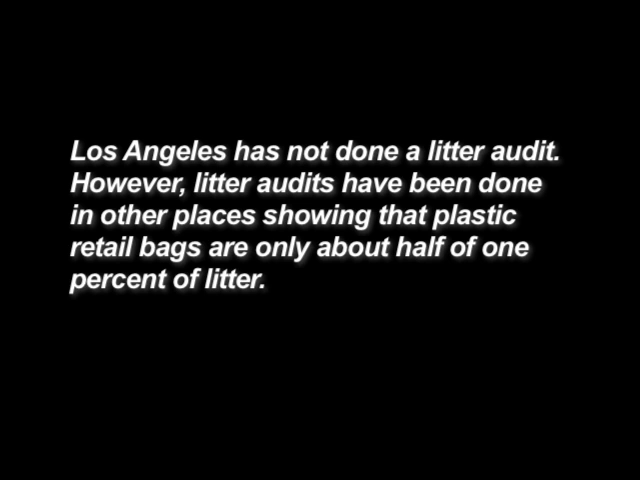 Los Angeles has not done a litter audit.
However, litter audits have been done
in other places showing that plastic
retail bags are only about half of one
percent of litter.